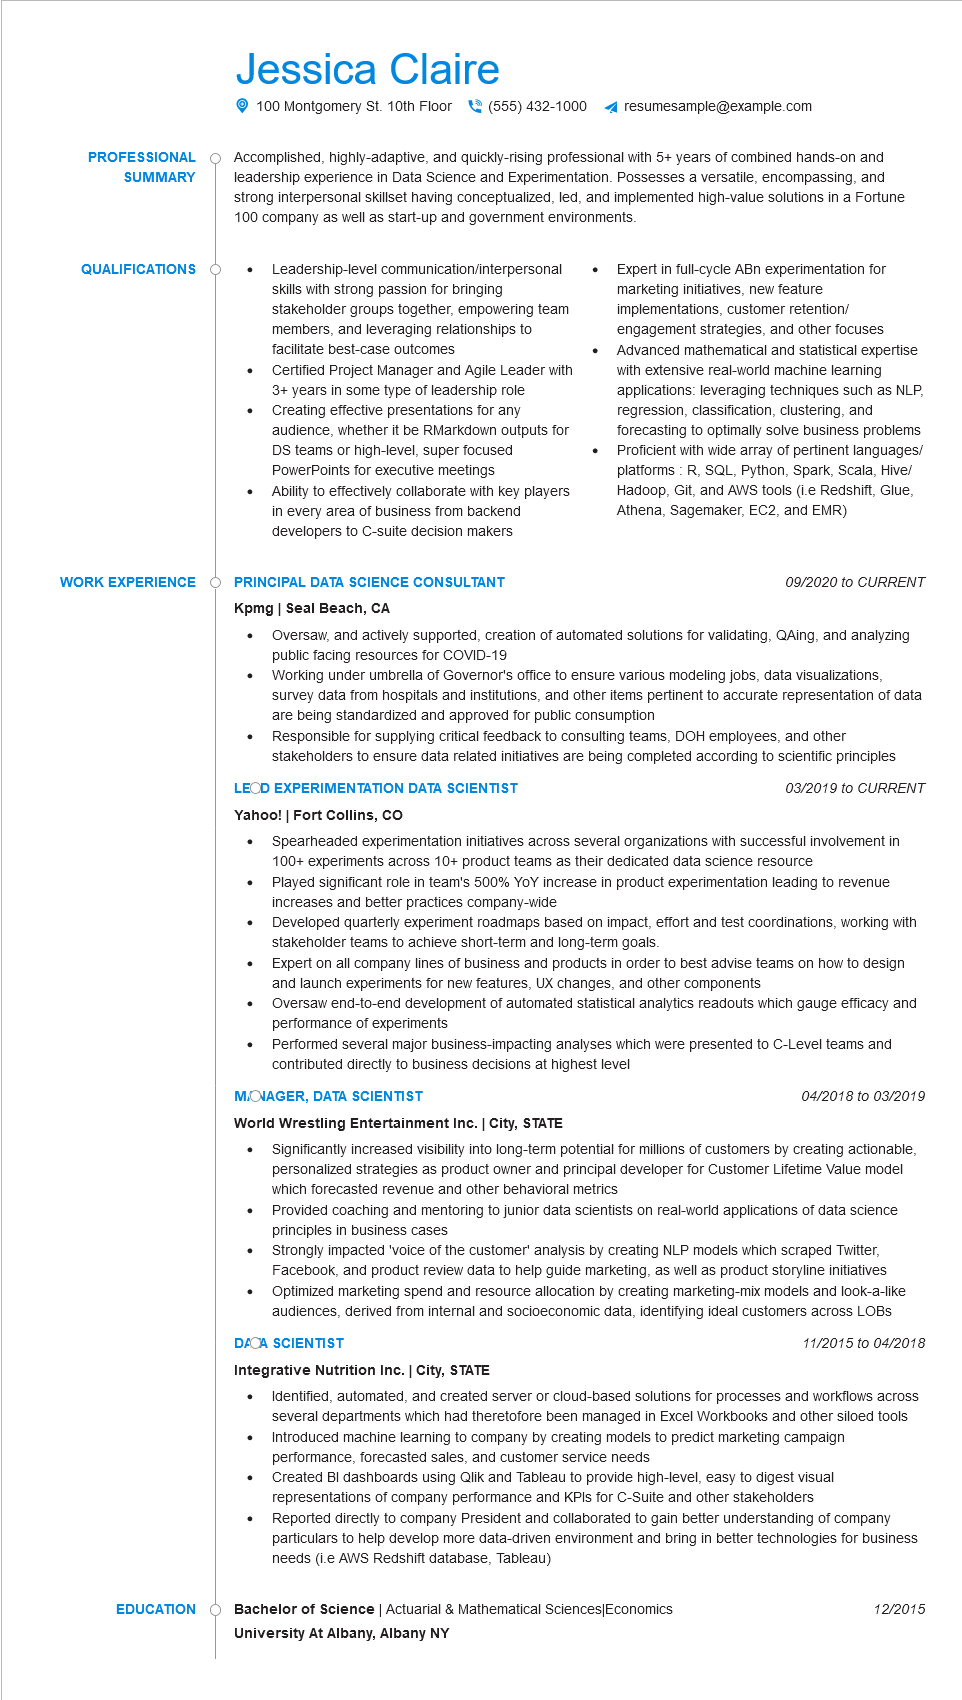 Jessica Claire
100 Montgomery St. 10th Floor (555) 432-1000 resumesample@example.com
PROFESSIONAL
SUMMARY
Accomplished, highly-adaptive, and quickly-rising professional with 5+ years of combined hands-on and
leadership experience in Data Science and Experimentation. Possesses a versatile, encompassing, and
strong interpersonal skillset having conceptualized, led, and implemented high-value solutions in a Fortune
100 company as well as start-up and government environments.
QUALIFICATIONS
• Leadership-level communication/interpersonal
skills with strong passion for bringing
stakeholder groups together, empowering team
members, and leveraging relationships to
facilitate best-case outcomes
• Certified Project Manager and Agile Leader with
3+ years in some type of leadership role
• Creating effective presentations for any
audience, whether it be RMarkdown outputs for
DS teams or high-level, super focused
PowerPoints for executive meetings
• Ability to effectively collaborate with key players
in every area of business from backend
developers to C-suite decision makers
• Expert in full-cycle ABn experimentation for
marketing initiatives, new feature
implementations, customer retention/
engagement strategies, and other focuses
• Advanced mathematical and statistical expertise
with extensive real-world machine learning
applications: leveraging techniques such as NLP,
regression, classification, clustering, and
forecasting to optimally solve business problems
• Proficient with wide array of pertinent languages/
platforms : R, SQL, Python, Spark, Scala, Hive/
Hadoop, Git, and AWS tools (i.e Redshift, Glue,
Athena, Sagemaker, EC2, and EMR)
WORK EXPERIENCE
PRINCIPAL DATA SCIENCE CONSULTANT 09/2020 to CURRENT
Kpmg | Seal Beach, CA
• Oversaw, and actively supported, creation of automated solutions for validating, QAing, and analyzing
public facing resources for COVID-19
• Working under umbrella of Governor's office to ensure various modeling jobs, data visualizations,
survey data from hospitals and institutions, and other items pertinent to accurate representation of data
are being standardized and approved for public consumption
• Responsible for supplying critical feedback to consulting teams, DOH employees, and other
stakeholders to ensure data related initiatives are being completed according to scientific principles
LEAD EXPERIMENTATION DATA SCIENTIST 03/2019 to CURRENT
Yahoo! | Fort Collins, CO
• Spearheaded experimentation initiatives across several organizations with successful involvement in
100+ experiments across 10+ product teams as their dedicated data science resource
• Played significant role in team's 500% YoY increase in product experimentation leading to revenue
increases and better practices company-wide
• Developed quarterly experiment roadmaps based on impact, effort and test coordinations, working with
stakeholder teams to achieve short-term and long-term goals.
• Expert on all company lines of business and products in order to best advise teams on how to design
and launch experiments for new features, UX changes, and other components
• Oversaw end-to-end development of automated statistical analytics readouts which gauge efficacy and
performance of experiments
• Performed several major business-impacting analyses which were presented to C-Level teams and
contributed directly to business decisions at highest level
MANAGER, DATA SCIENTIST 04/2018 to 03/2019
World Wrestling Entertainment Inc. | City, STATE
• Significantly increased visibility into long-term potential for millions of customers by creating actionable,
personalized strategies as product owner and principal developer for Customer Lifetime Value model
which forecasted revenue and other behavioral metrics
• Provided coaching and mentoring to junior data scientists on real-world applications of data science
principles in business cases
• Strongly impacted 'voice of the customer' analysis by creating NLP models which scraped Twitter,
Facebook, and product review data to help guide marketing, as well as product storyline initiatives
• Optimized marketing spend and resource allocation by creating marketing-mix models and look-a-like
audiences, derived from internal and socioeconomic data, identifying ideal customers across LOBs
DATA SCIENTIST 11/2015 to 04/2018
Integrative Nutrition Inc. | City, STATE
• Identified, automated, and created server or cloud-based solutions for processes and workflows across
several departments which had theretofore been managed in Excel Workbooks and other siloed tools
• Introduced machine learning to company by creating models to predict marketing campaign
performance, forecasted sales, and customer service needs
• Created BI dashboards using Qlik and Tableau to provide high-level, easy to digest visual
representations of company performance and KPIs for C-Suite and other stakeholders
• Reported directly to company President and collaborated to gain better understanding of company
particulars to help develop more data-driven environment and bring in better technologies for business
needs (i.e AWS Redshift database, Tableau)
EDUCATION
Bachelor of Science | Actuarial & Mathematical Sciences|Economics 12/2015
University At Albany, Albany NY